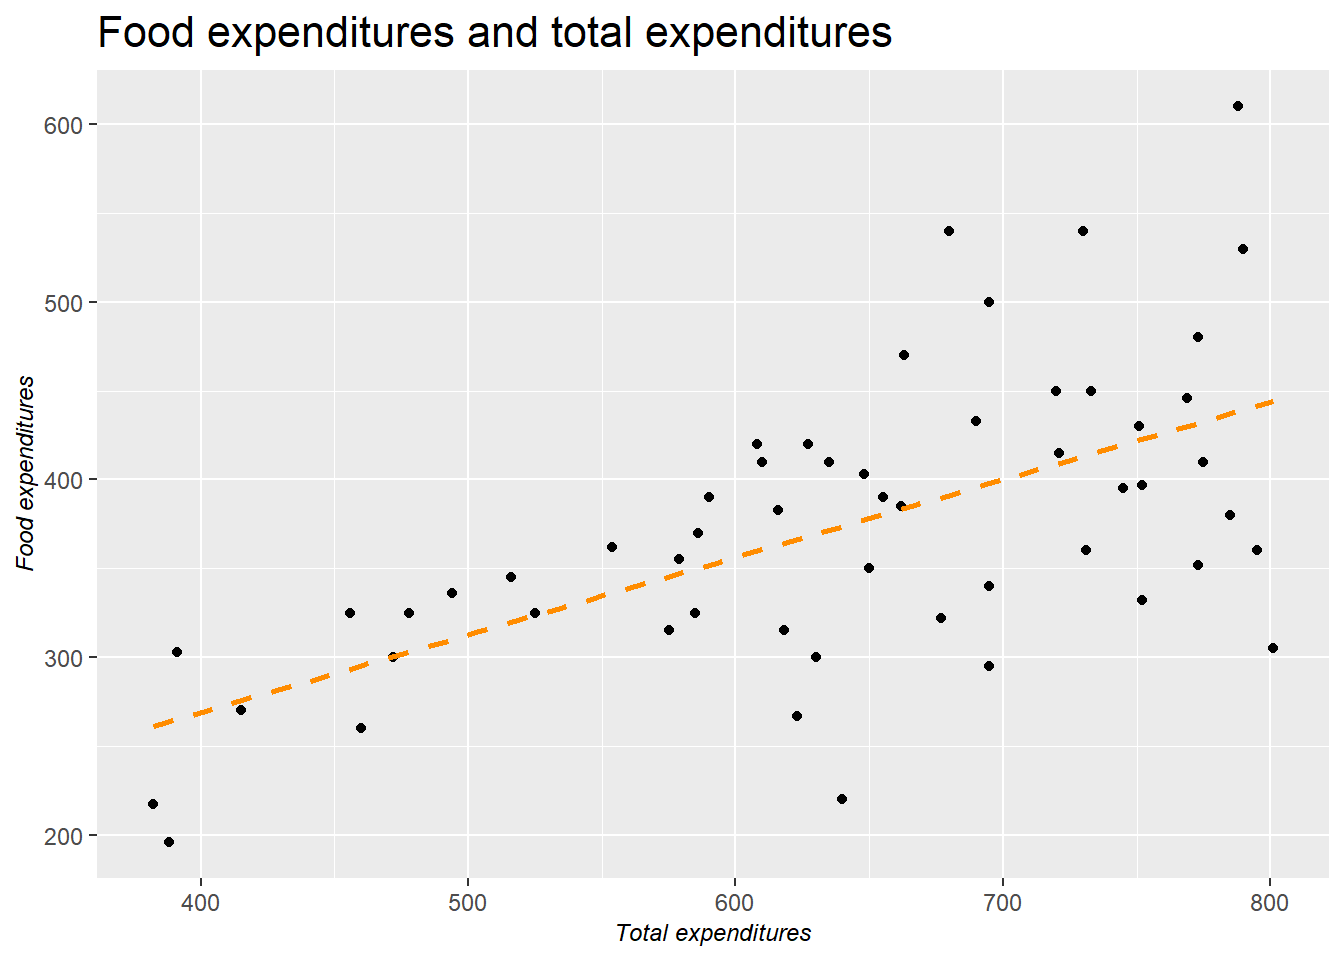 Food expenditures and total expenditures
600
500
400
300
200
Food expenditures
400 500 600 700 800
Total expenditures